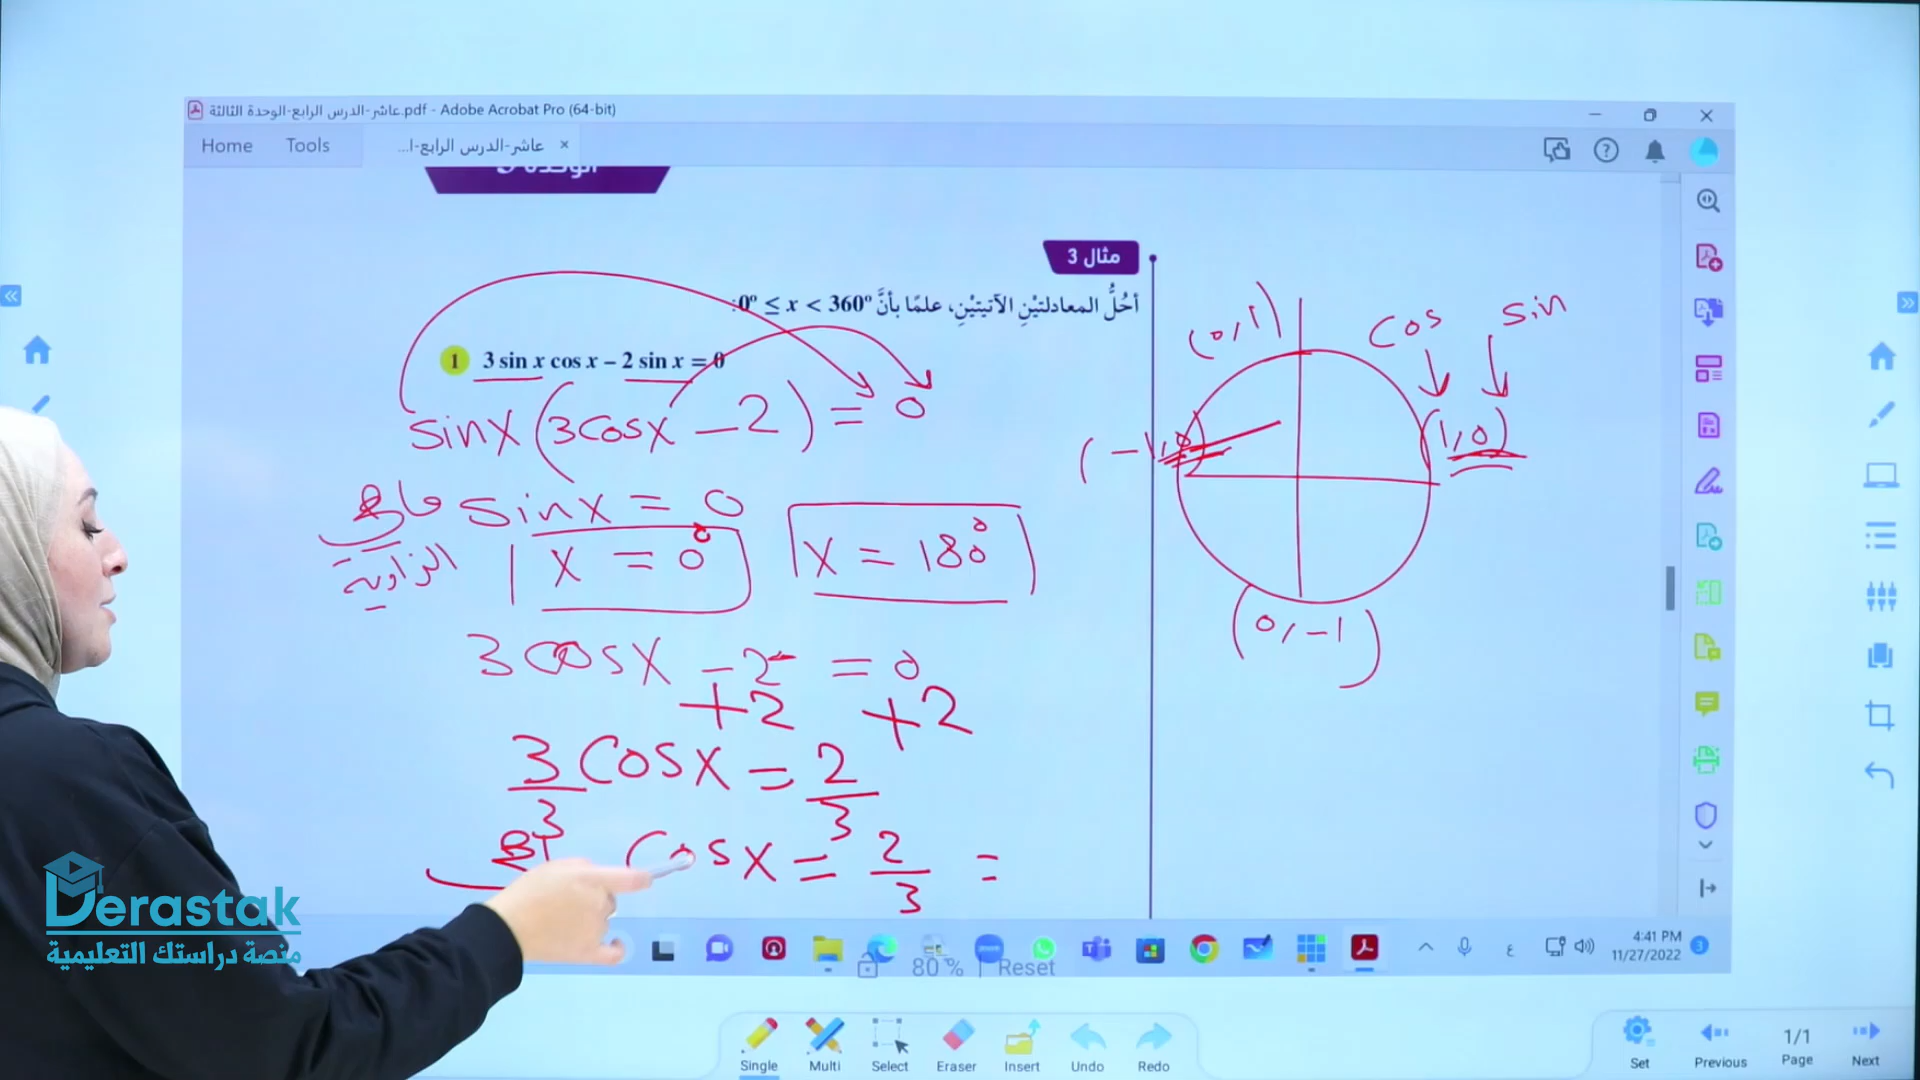 عاشر-الدرس الرابع-الوحدة الثالثة.pdf - Adobe Acrobat Pro (64-bit)
Home Tools عاشر-الدرس الرابع-ا...
مثال 3
أحُلُّ المعادلتيْنِ الآتيتيْنِ، علمًا بأنَّ 0° ≤ x < 360°:
1 3 sin x cos x − 2 sin x = 0
sinx (3cosx − 2) = 0
sinx = 0
الزاوية
x = 0° x = 180°
3cosx − 2 = 0
+2 +2
3cosx = 2
3 3
cosx = 2/3 =
(0,1)
cos sin
(−1,0) (1,0)
(0,−1)
Derastak
منصة دراستك التعليمية
80 % | Reset
ع
4:41 PM
11/27/2022
3
Single Multi Select Eraser Insert Undo Redo
Set Previous 1/1 Page Next